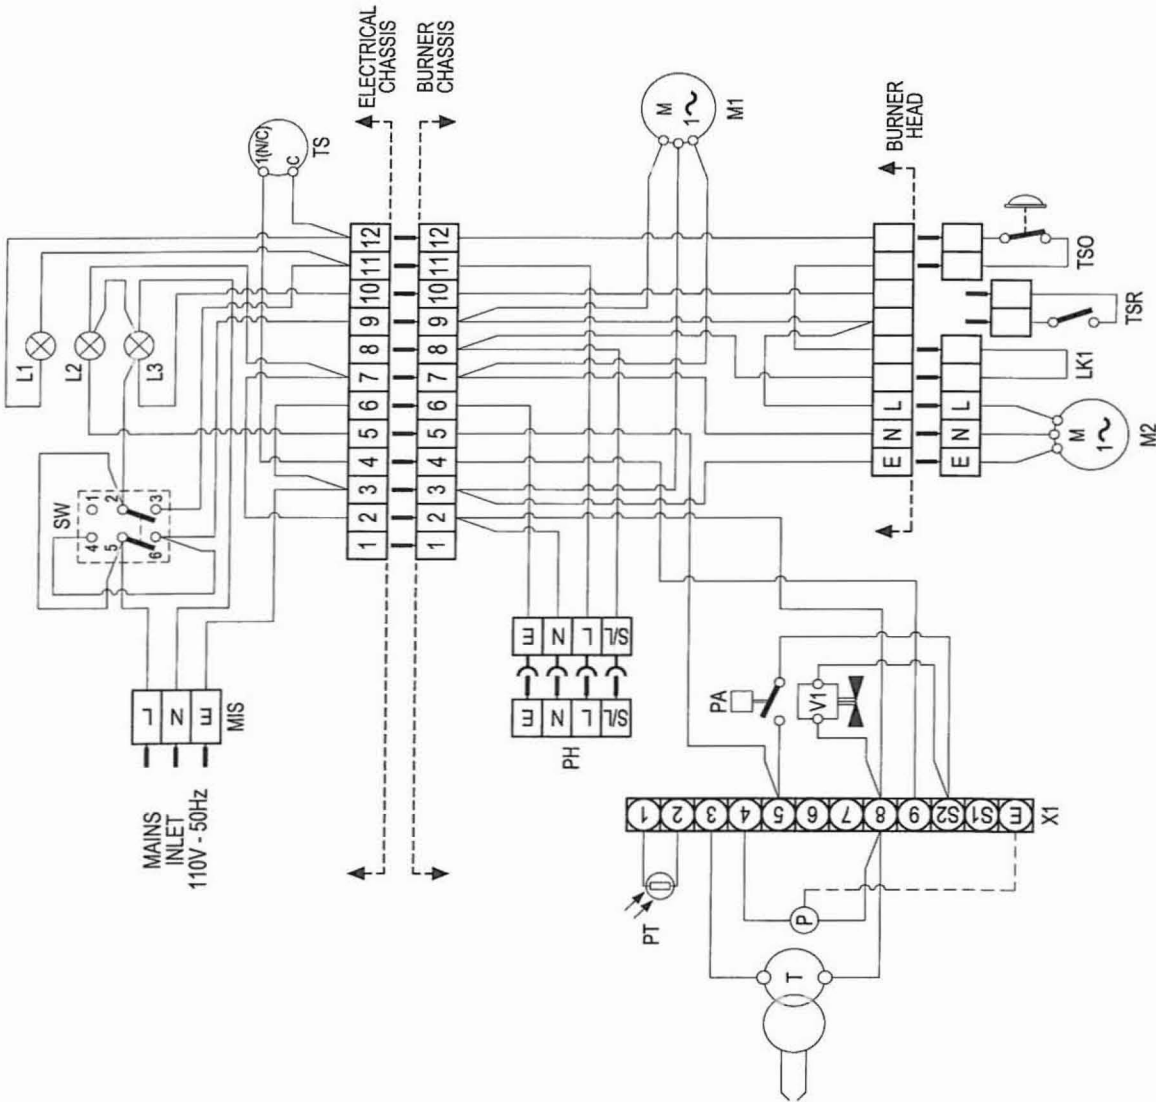 ELECTRICAL
CHASSIS
BURNER
CHASSIS
1(N/C)
C
TS
L1
L2
L3
SW
4 1
5 2
6 3
L
N
E
MIS
MAINS
INLET
110V - 50Hz
1 2 3 4 5 6 7 8 9 10 11 12
1 2 3 4 5 6 7 8 9 10 11 12
M
1~
M1
BURNER
HEAD
E N L
E N L
TSO
TSR
LK1
M
1~
M2
E
N
L
S/L
E
N
L
S/L
PH
PA
V1
1
2
3
4
5
6
7
8
9
S2
S1
E
X1
PT
P
T